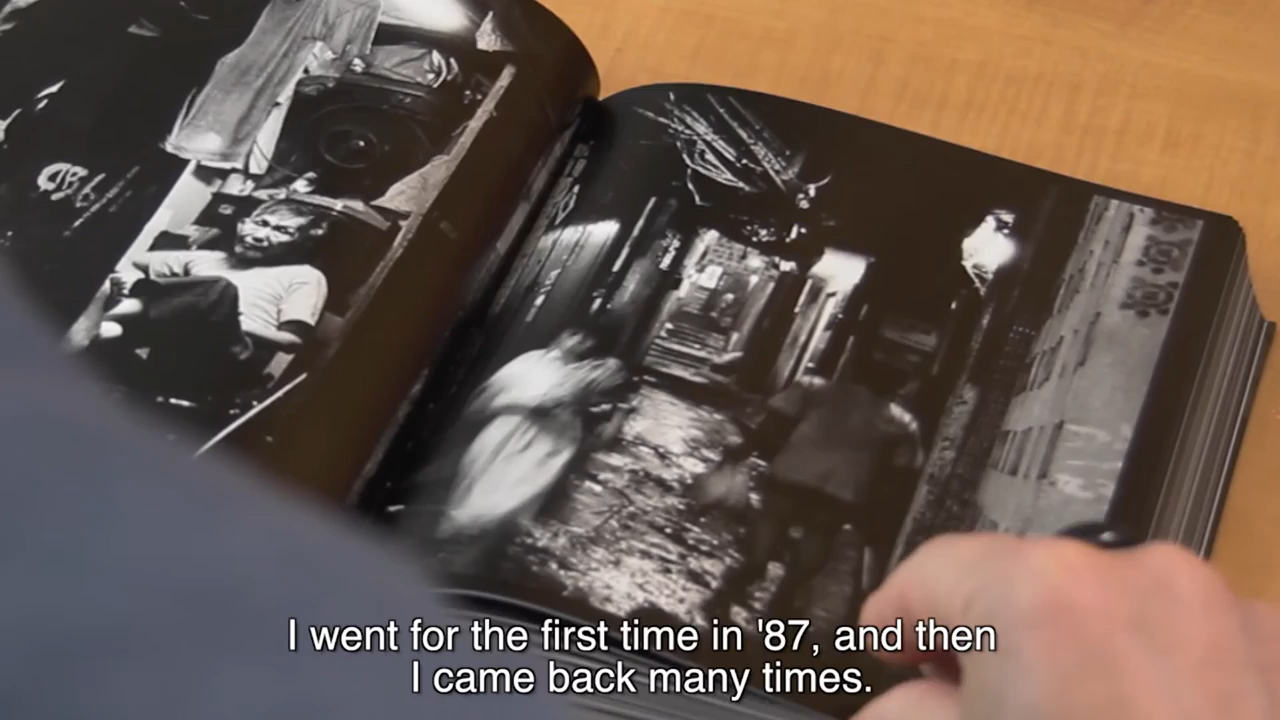 I went for the first time in '87, and then
I came back many times.